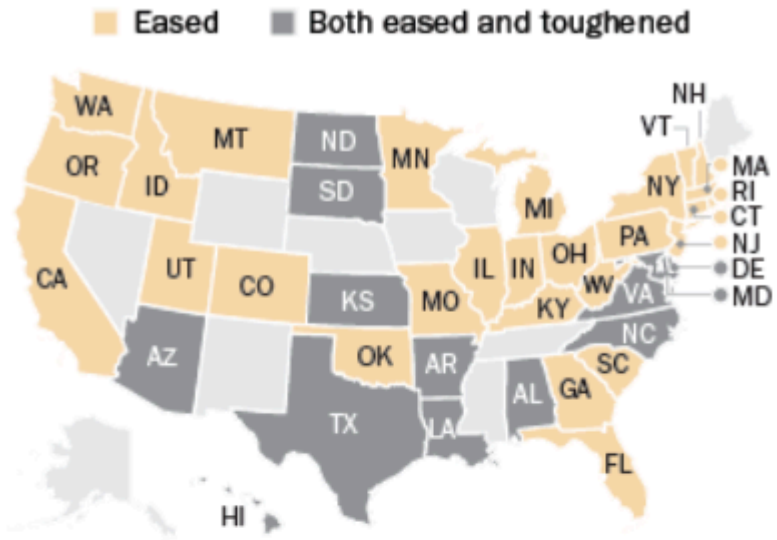 Eased
Both eased and toughened
NH
WA
VT
MT
ND
MN
OR
MA
ID
SD
NY
RI
MI
CT
PA
NJ
CA
UT
CO
IL
IN
OH
DE
KS
MO
WV
VA
MD
KY
NC
AZ
OK
AR
SC
TX
AL
GA
LA
FL
HI